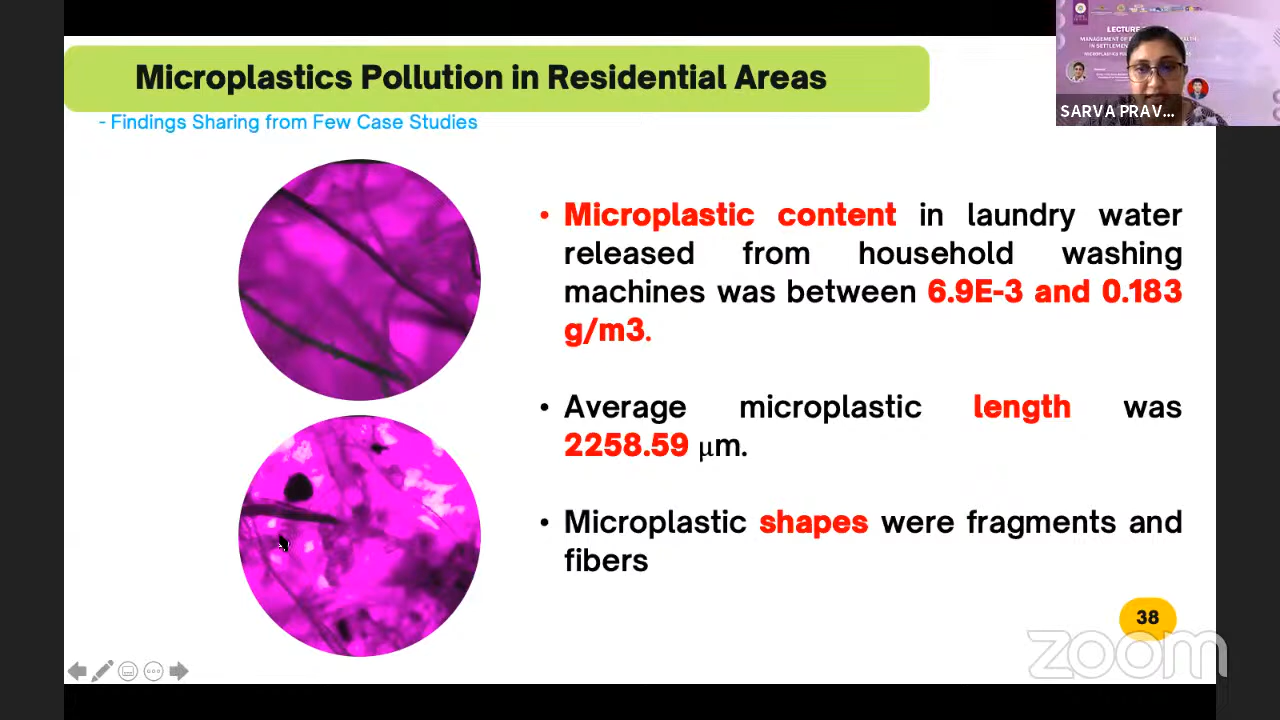 Microplastics Pollution in Residential Areas
- Findings Sharing from Few Case Studies
LECTURE
SARVA PRAV...
• Microplastic content in laundry water
released from household washing
machines was between 6.9E-3 and 0.183
g/m3.
• Average microplastic length was
2258.59 μm.
• Microplastic shapes were fragments and
fibers
38
zoom